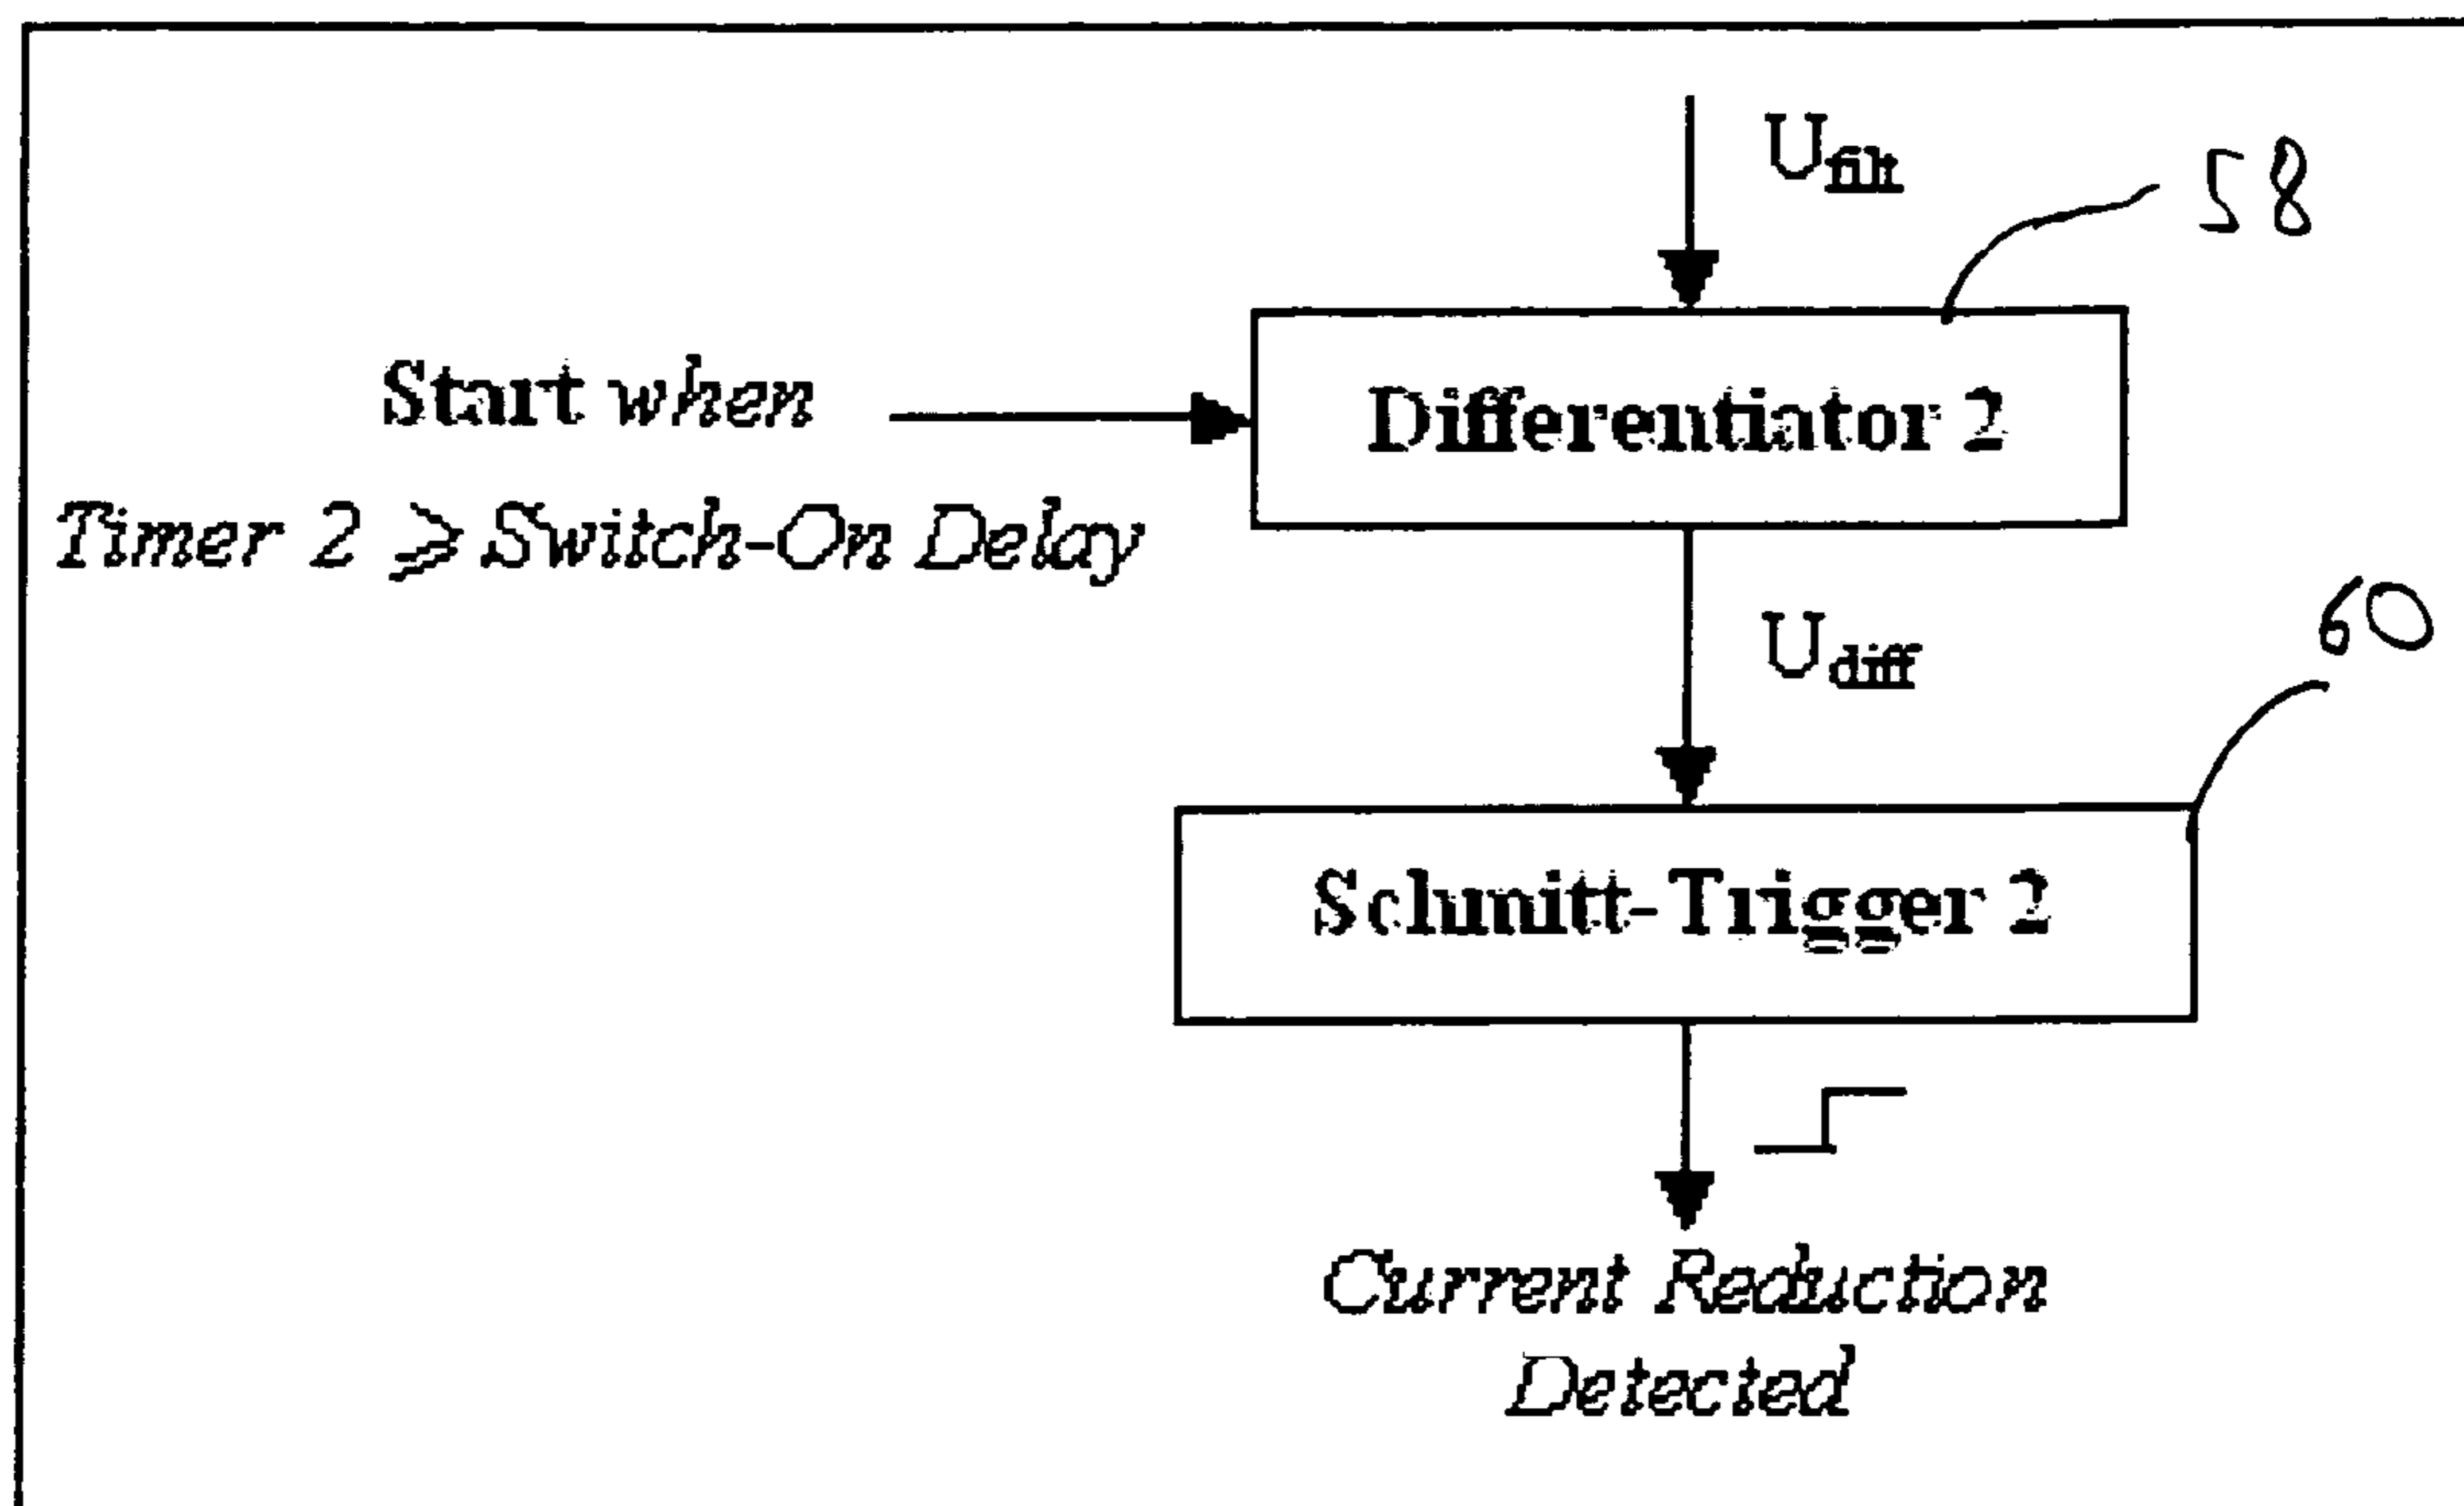 U_filt
58
Start when
Differentiator 2
Timer 2 ⩾ Switch-On Delay
60
U_diff
Schmitt-Trigger 2
Current Reduction
Detected